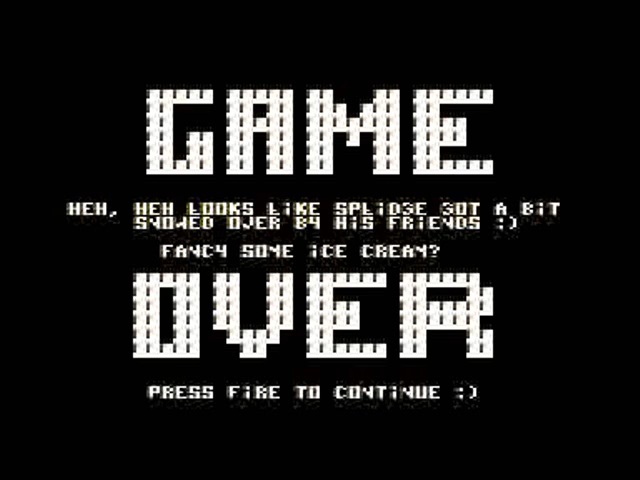 GAME
HEH, HEH LOOKS LiKE SPLiDGE GOT A BiT
SNOWED OVER BY HiS FRiENDS :)
FANCY SOME iCE CREAM?
OVER
PRESS FiRE TO CONTiNUE :)